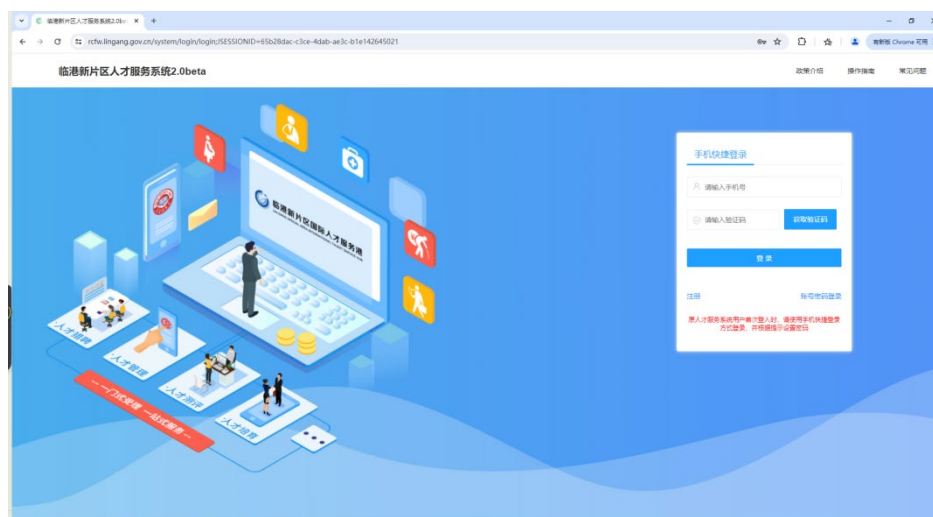 临港新片区人才服务系统2.0be
rcfw.lingang.gov.cn/system/login/login;JSESSIONID=65b28dac-c3ce-4dab-ae3c-b1e142645021
有新版 Chrome 可用
临港新片区人才服务系统2.0beta
政策介绍 操作指南 常见问题
手机快捷登录
请输入手机号
请输入验证码 获取验证码
登录
注册 账号密码登录
原人才服务系统用户首次登入时，请使用手机快捷登录
方式登录，并根据提示设置密码
临港新片区国际人才服务港
人才招聘
人才管理
人才测评
人才培育
一门式受理 一站式服务